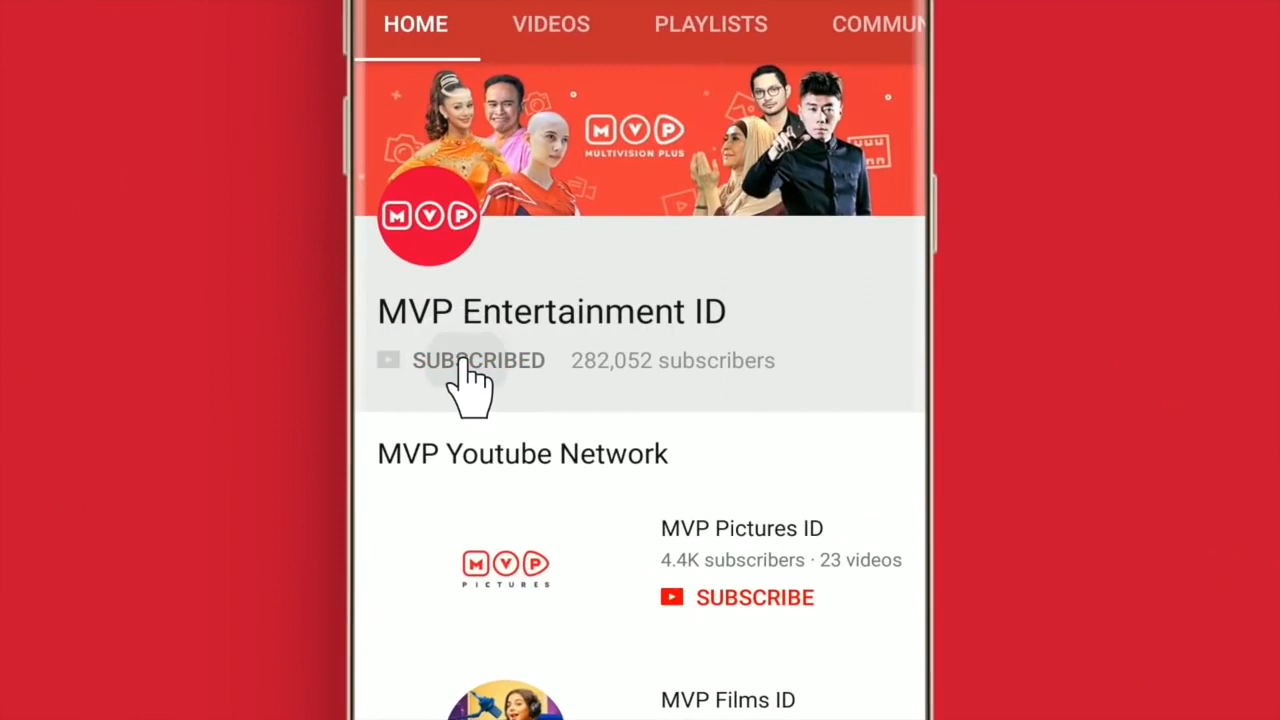 HOME VIDEOS PLAYLISTS COMMUN
MVP
MULTIVISION PLUS
MVP
MVP Entertainment ID
SUBSCRIBED 282,052 subscribers
MVP Youtube Network
MVP Pictures ID
4.4K subscribers · 23 videos
MVP
PICTURES
SUBSCRIBE
MVP Films ID